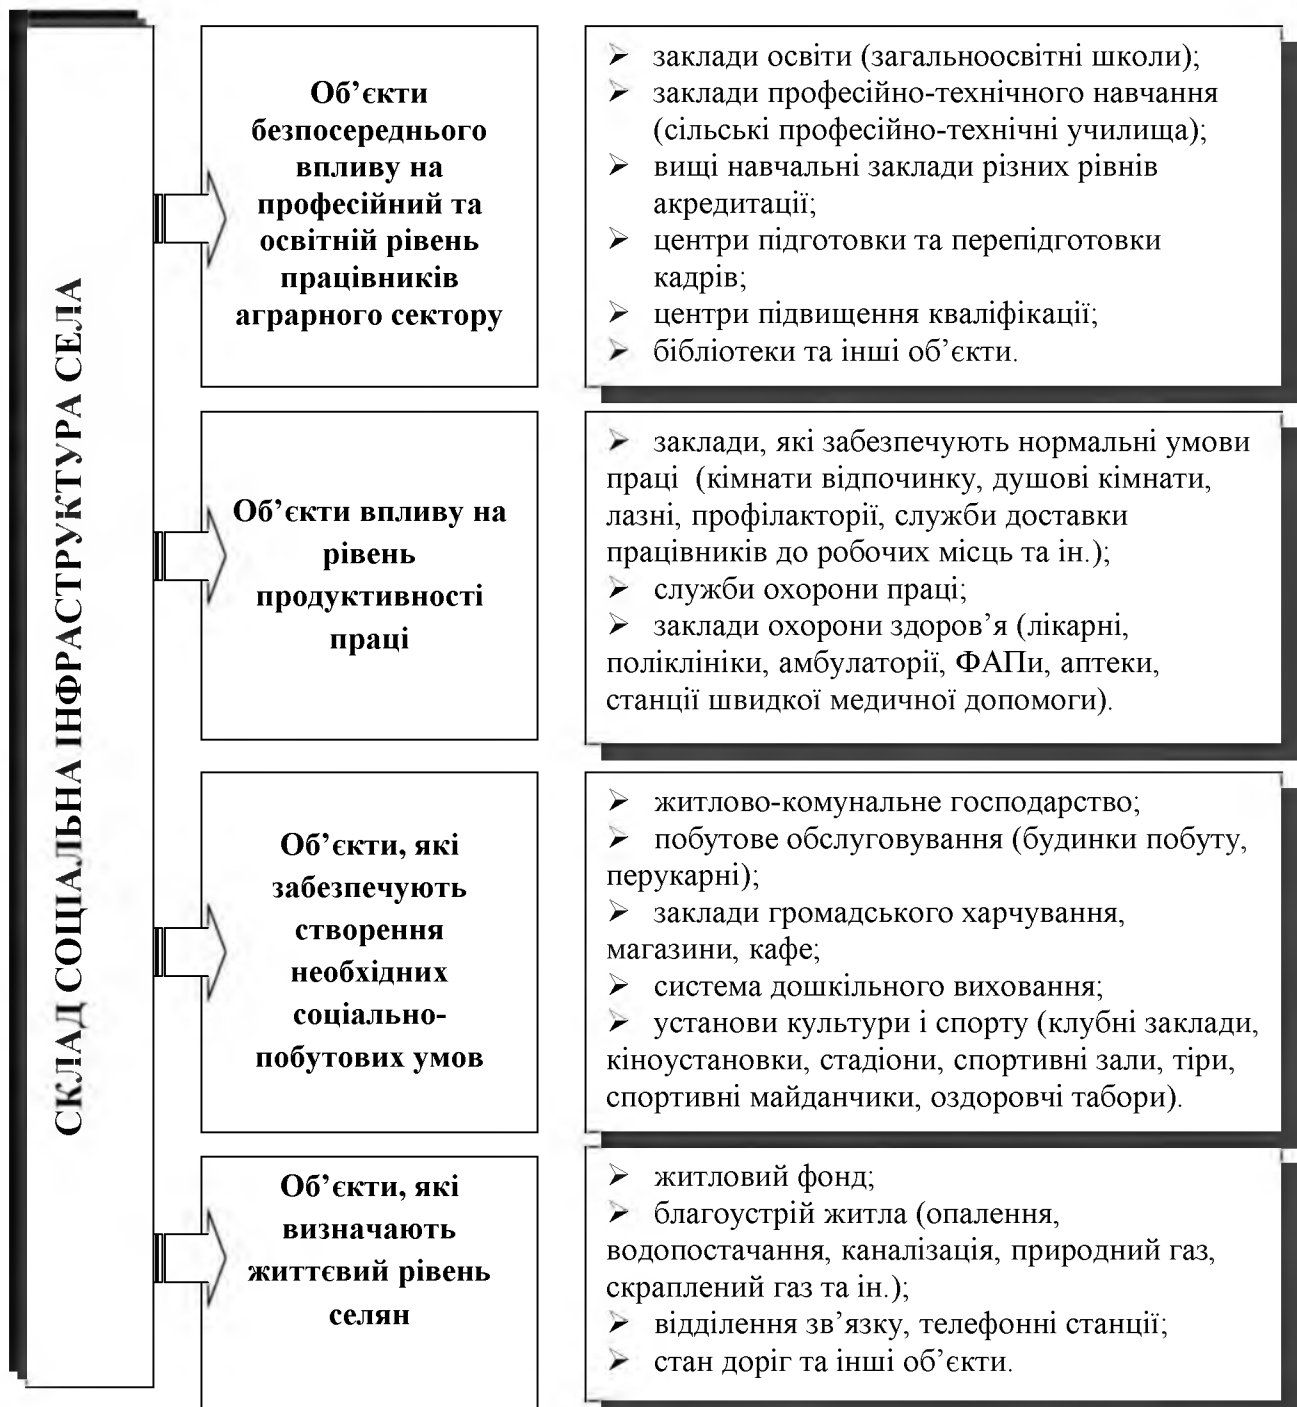 СКЛАД СОЦІАЛЬНА ІНФРАСТРУКТУРА СЕЛА
Об’єкти
безпосереднього
впливу на
професійний та
освітній рівень
працівників
аграрного сектору
➢ заклади освіти (загальноосвітні школи);
➢ заклади професійно-технічного навчання
(сільські професійно-технічні училища);
➢ вищі навчальні заклади різних рівнів
акредитації;
➢ центри підготовки та перепідготовки
кадрів;
➢ центри підвищення кваліфікації;
➢ бібліотеки та інші об’єкти.
Об’єкти впливу на
рівень
продуктивності
праці
➢ заклади, які забезпечують нормальні умови
праці (кімнати відпочинку, душові кімнати,
лазні, профілакторії, служби доставки
працівників до робочих місць та ін.);
➢ служби охорони праці;
➢ заклади охорони здоров’я (лікарні,
поліклініки, амбулаторії, ФАПи, аптеки,
станції швидкої медичної допомоги).
Об’єкти, які
забезпечують
створення
необхідних
соціально-
побутових умов
➢ житлово-комунальне господарство;
➢ побутове обслуговування (будинки побуту,
перукарні);
➢ заклади громадського харчування,
магазини, кафе;
➢ система дошкільного виховання;
➢ установи культури і спорту (клубні заклади,
кіноустановки, стадіони, спортивні зали, тіри,
спортивні майданчики, оздоровчі табори).
Об’єкти, які
визначають
життєвий рівень
селян
➢ житловий фонд;
➢ благоустрій житла (опалення,
водопостачання, каналізація, природний газ,
скраплений газ та ін.);
➢ відділення зв’язку, телефонні станції;
➢ стан доріг та інші об’єкти.